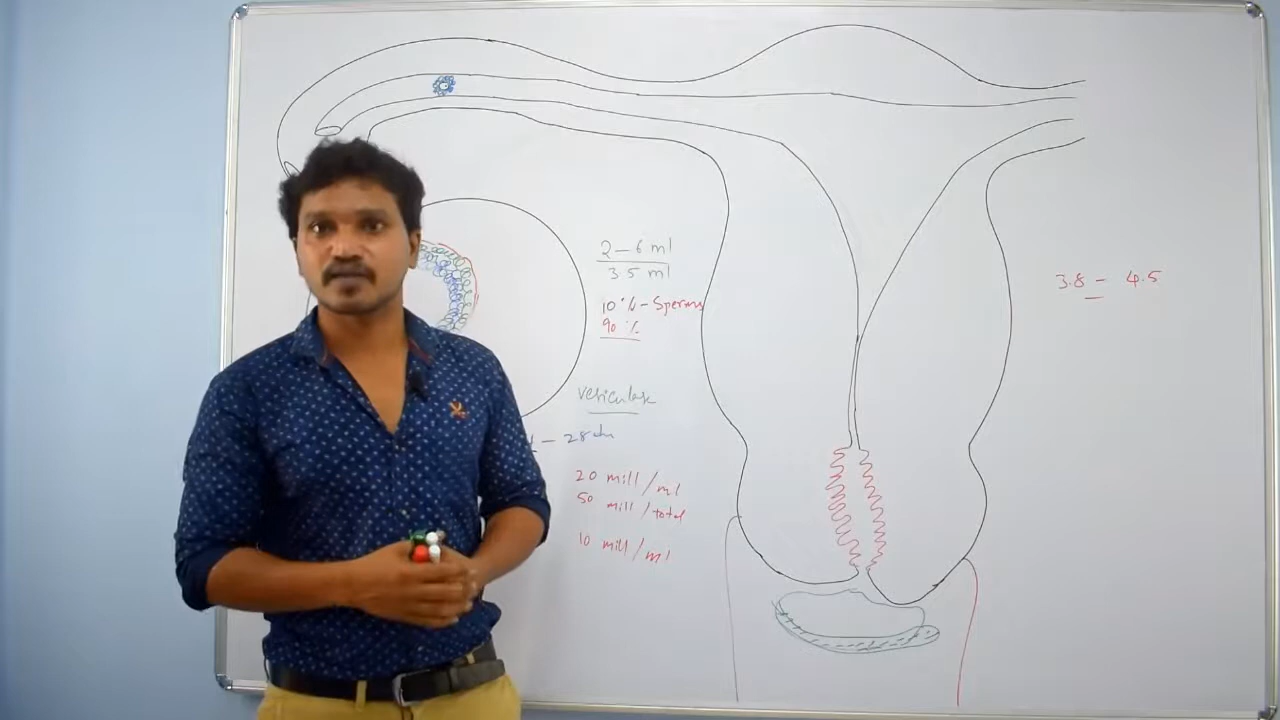 2 – 6 ml
3.5 ml
10% – Sperms
90%
3.8 – 4.5
vesicular
– 28 
20 mill/ml
50 mill/total
10 mill/ml